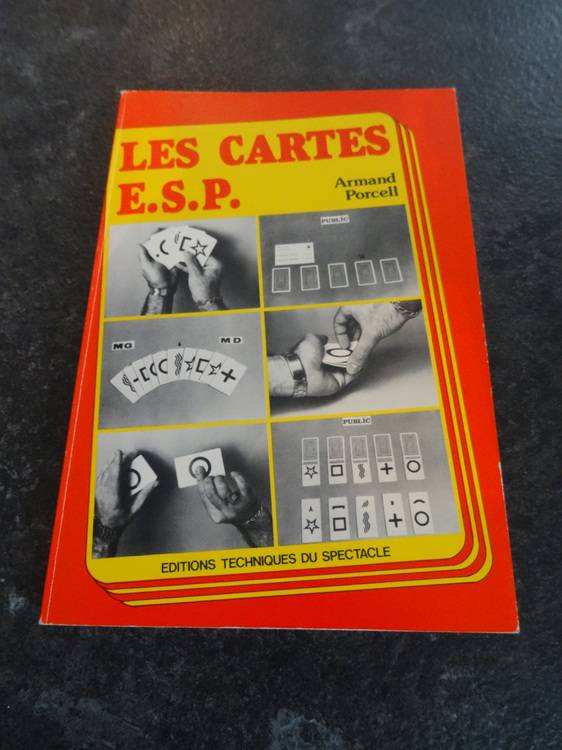 LES CARTES
E.S.P.
Armand
Porcell
PUBLIC
MG
MD
PUBLIC
EDITIONS TECHNIQUES DU SPECTACLE